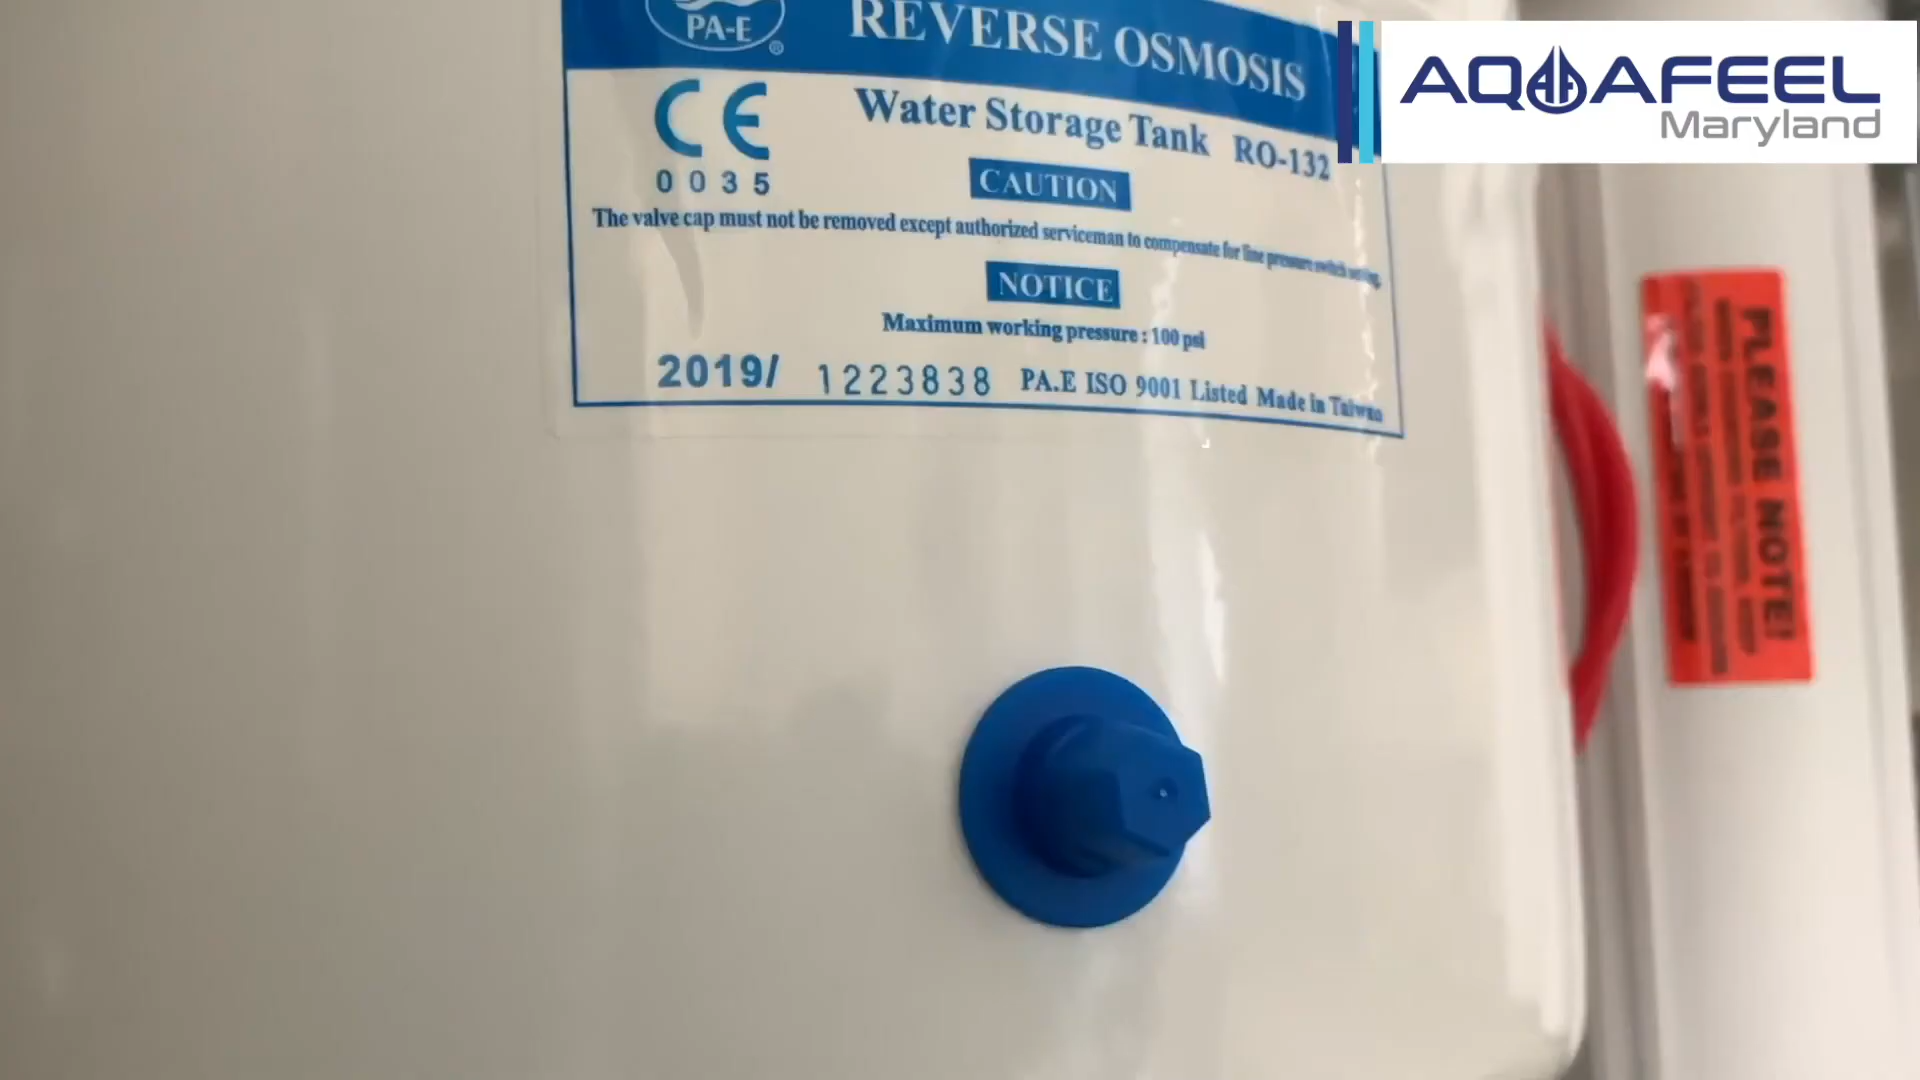 PA-E
®
REVERSE OSMOSIS
Water Storage Tank RO-132
CE
0035
CAUTION
The valve cap must not be removed except authorized serviceman to compensate for line pressure switch setting.
NOTICE
Maximum working pressure : 100 psi
2019/ 1223838 PA.E ISO 9001 Listed Made in Taiwan
AQUAFEEL
Maryland
PLEASE NOTE!